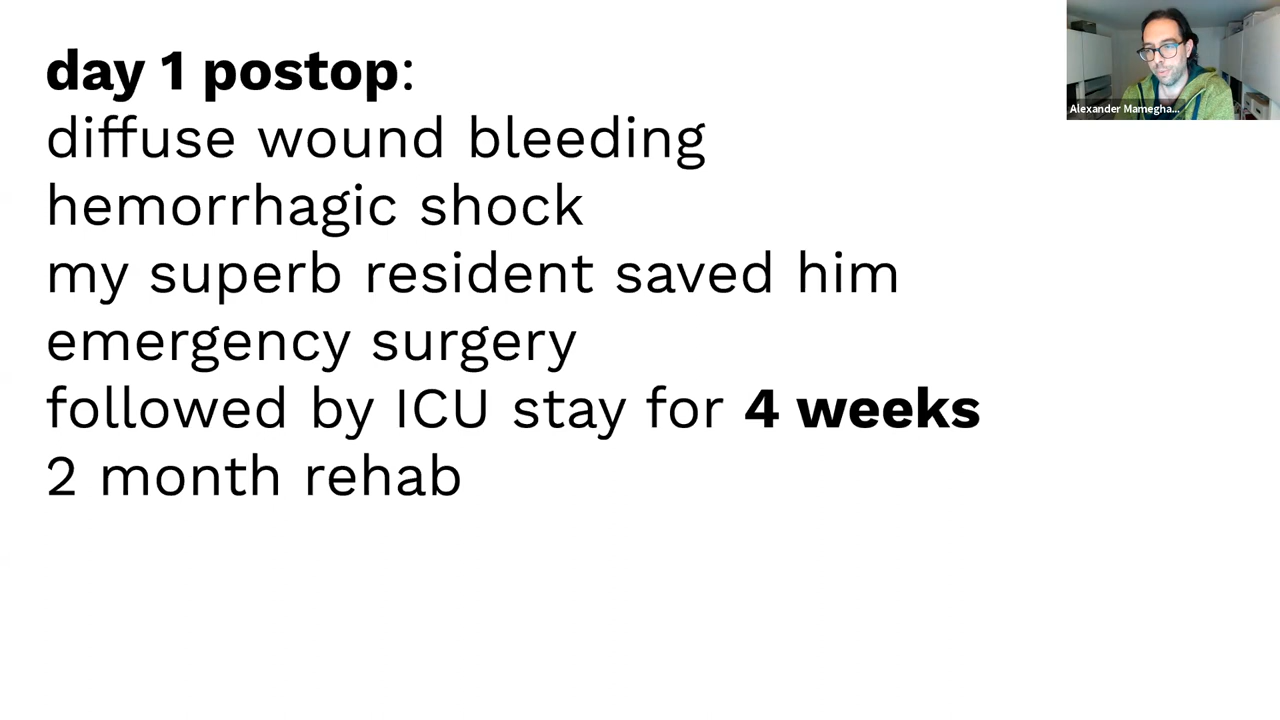 day 1 postop:
diffuse wound bleeding
hemorrhagic shock
my superb resident saved him
emergency surgery
followed by ICU stay for 4 weeks
2 month rehab
Alexander Mamegha...